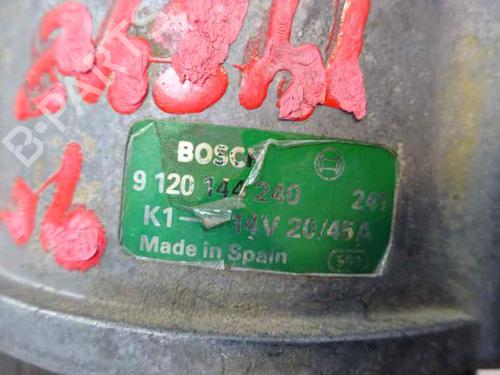 B-PARTS
BOSCH
9 120 144 240 241
K1 14V 20/45A
Made in Spain